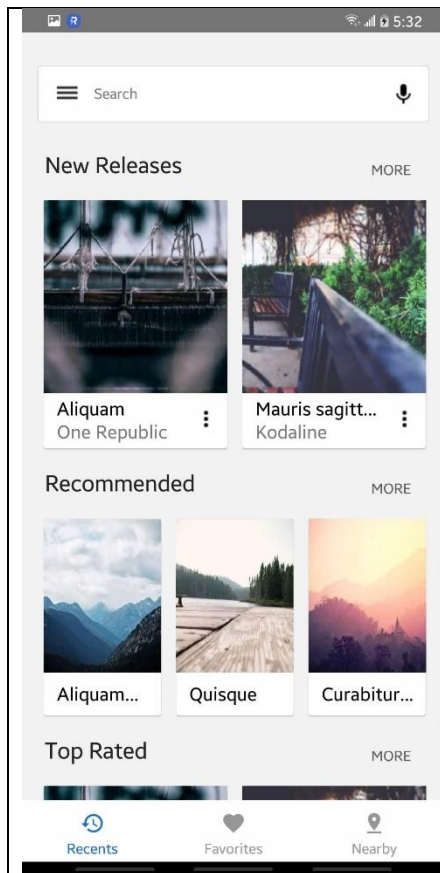 R 5:32
Search
New Releases MORE
Aliquam Mauris sagitt...
One Republic Kodaline
Recommended MORE
Aliquam... Quisque Curabitur...
Top Rated MORE
Recents Favorites Nearby